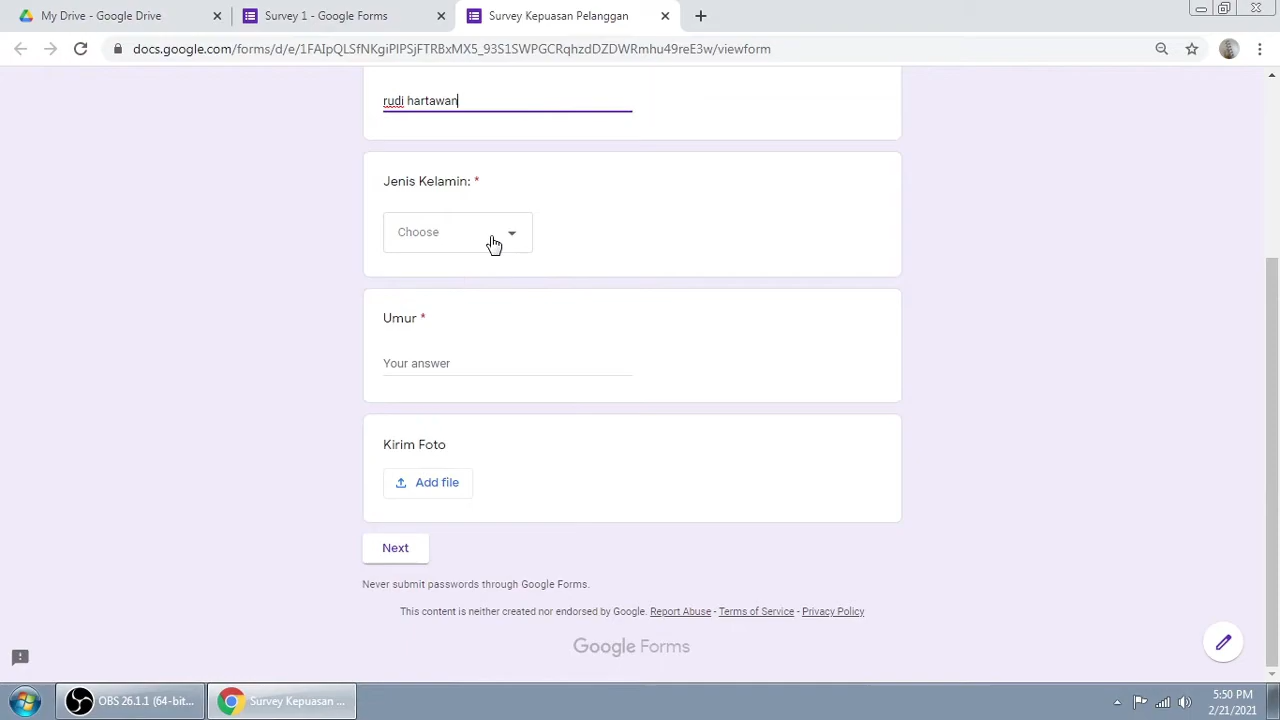 My Drive - Google Drive
Survey 1 - Google Forms
Survey Kepuasan Pelanggan
docs.google.com/forms/d/e/1FAIpQLSfNKgiPlPSjFTRBxMX5_93S1SWPGCRqhzdDZDWRmhu49reE3w/viewform
rudi hartawan
Jenis Kelamin: *
Choose
Umur *
Your answer
Kirim Foto
Add file
Next
Never submit passwords through Google Forms.
This content is neither created nor endorsed by Google. Report Abuse - Terms of Service - Privacy Policy
Google Forms
OBS 26.1.1 (64-bit...
Survey Kepuasan ...
5:50 PM
2/21/2021